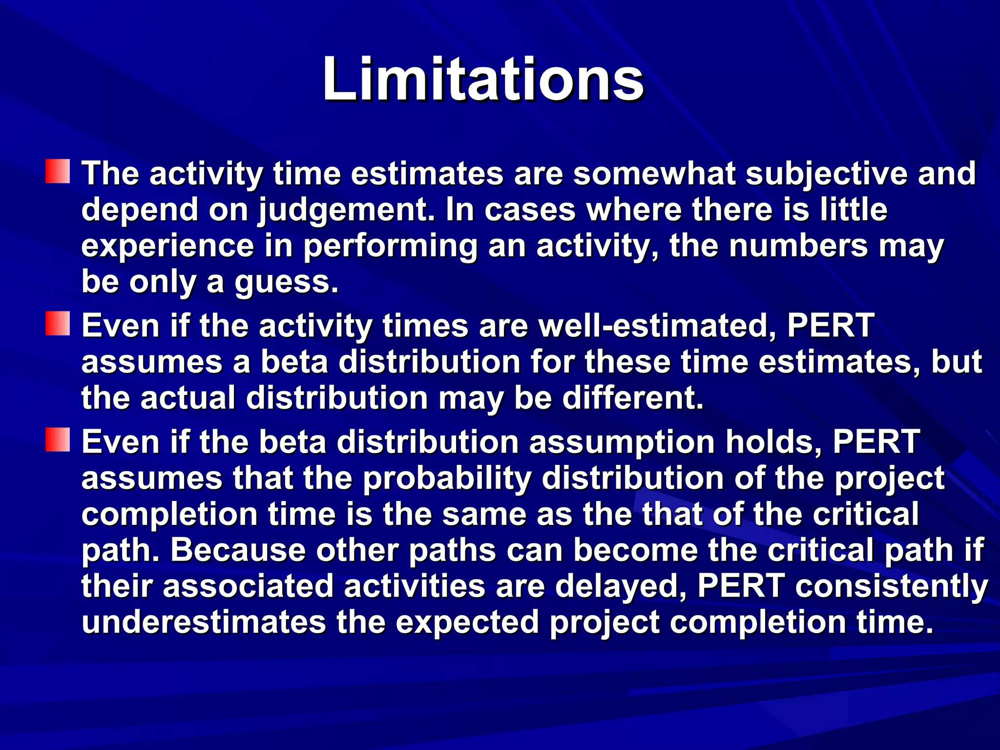 Limitations
The activity time estimates are somewhat subjective and
depend on judgement. In cases where there is little
experience in performing an activity, the numbers may
be only a guess.
Even if the activity times are well-estimated, PERT
assumes a beta distribution for these time estimates, but
the actual distribution may be different.
Even if the beta distribution assumption holds, PERT
assumes that the probability distribution of the project
completion time is the same as the that of the critical
path. Because other paths can become the critical path if
their associated activities are delayed, PERT consistently
underestimates the expected project completion time.